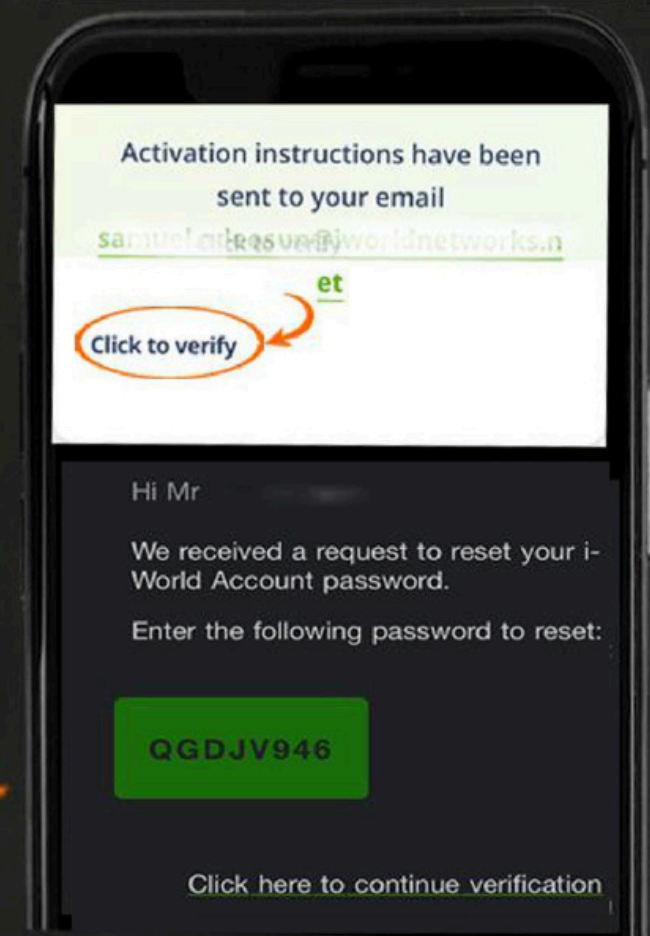 Activation instructions have been
sent to your email
et
Click to verify
Hi Mr
We received a request to reset your i-
World Account password.
Enter the following password to reset:
QGDJV946
Click here to continue verification